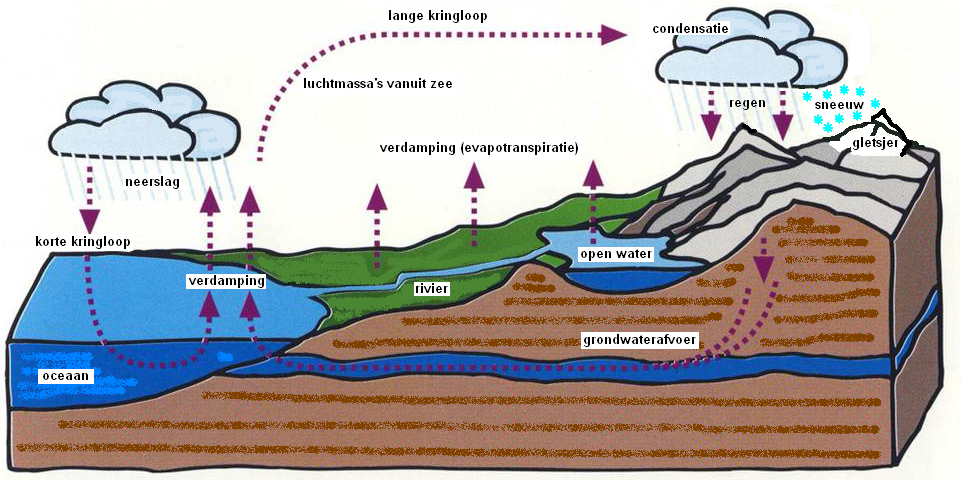 lange kringloop
condensatie
luchtmassa's vanuit zee
regen
sneeuw
gletsjer
verdamping (evapotranspiratie)
neerslag
korte kringloop
open water
verdamping
rivier
grondwaterafvoer
oceaan